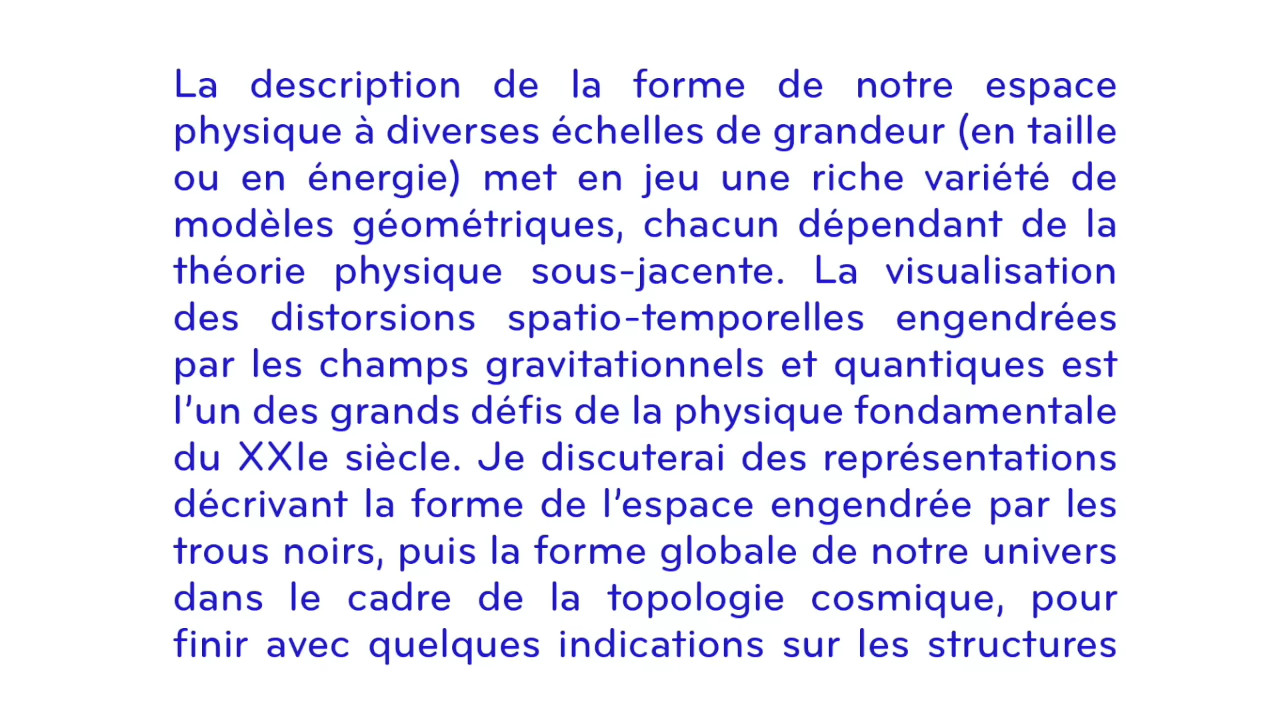 La description de la forme de notre espace
physique à diverses échelles de grandeur (en taille
ou en énergie) met en jeu une riche variété de
modèles géométriques, chacun dépendant de la
théorie physique sous-jacente. La visualisation
des distorsions spatio-temporelles engendrées
par les champs gravitationnels et quantiques est
l’un des grands défis de la physique fondamentale
du XXIe siècle. Je discuterai des représentations
décrivant la forme de l’espace engendrée par les
trous noirs, puis la forme globale de notre univers
dans le cadre de la topologie cosmique, pour
finir avec quelques indications sur les structures